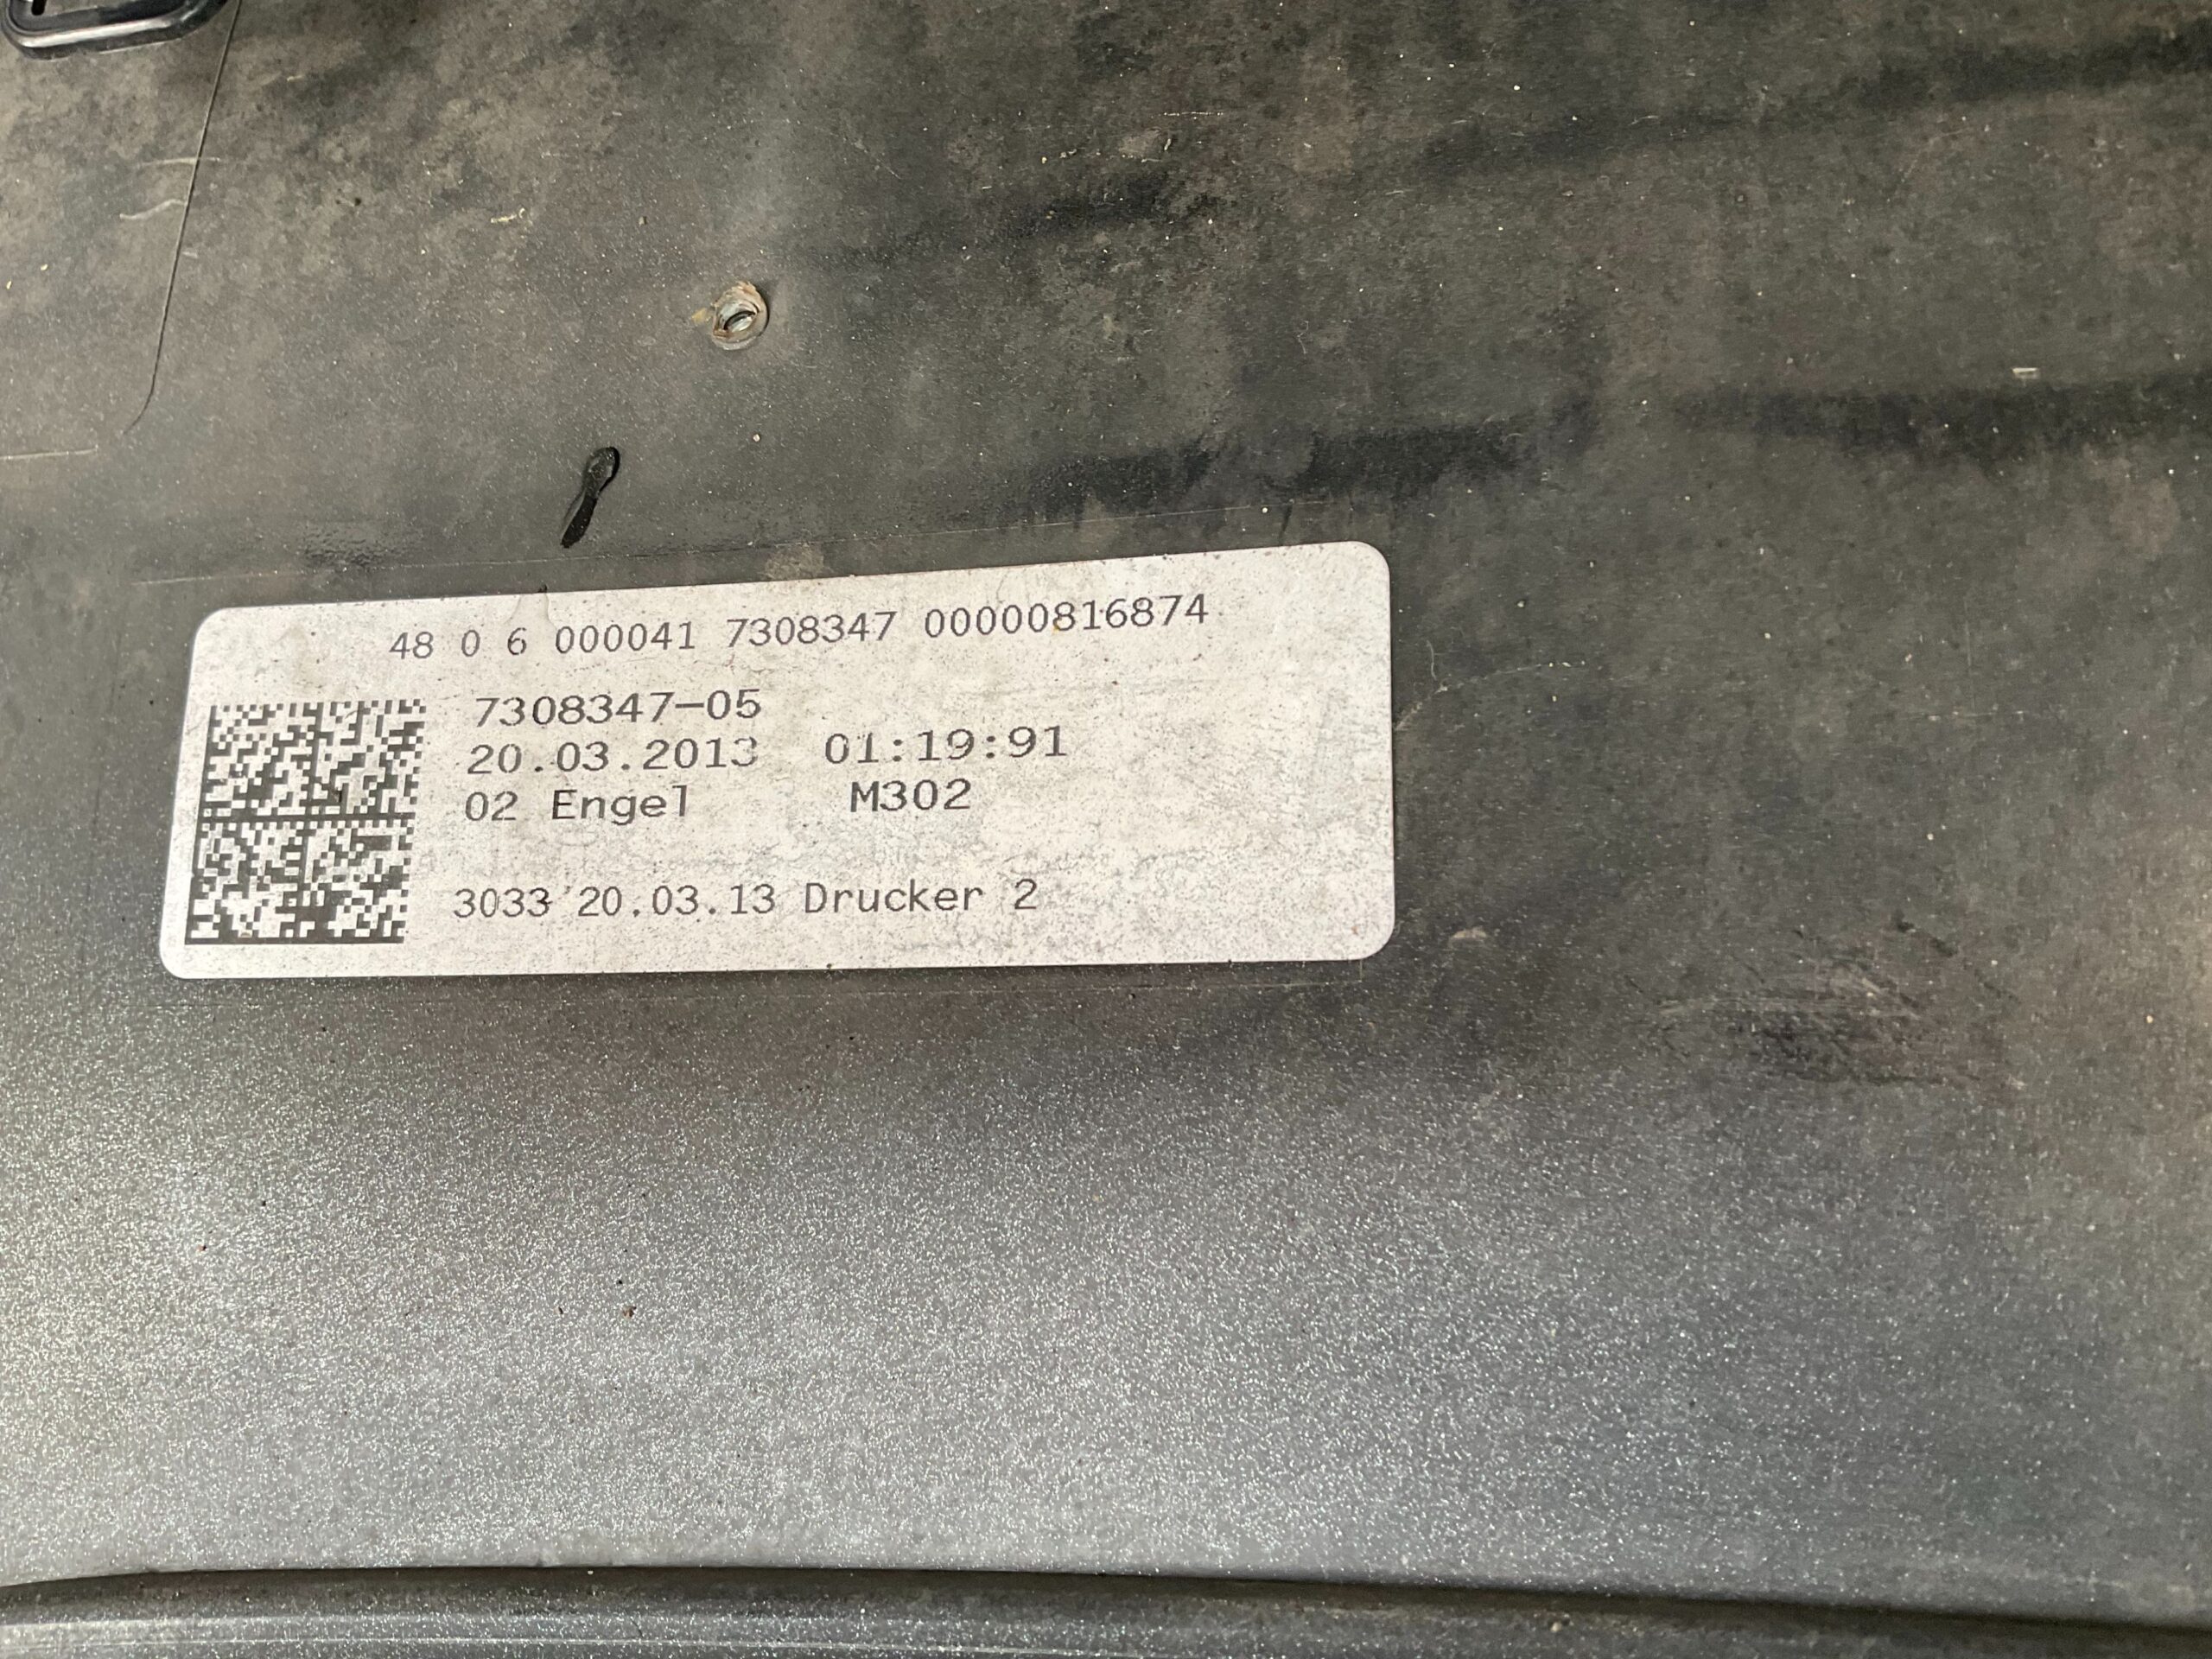 48 0 6 000041 7308347 00000816874
7308347-05
20.03.2013 01:19:91
02 Engel M302
3033 20.03.13 Drucker 2